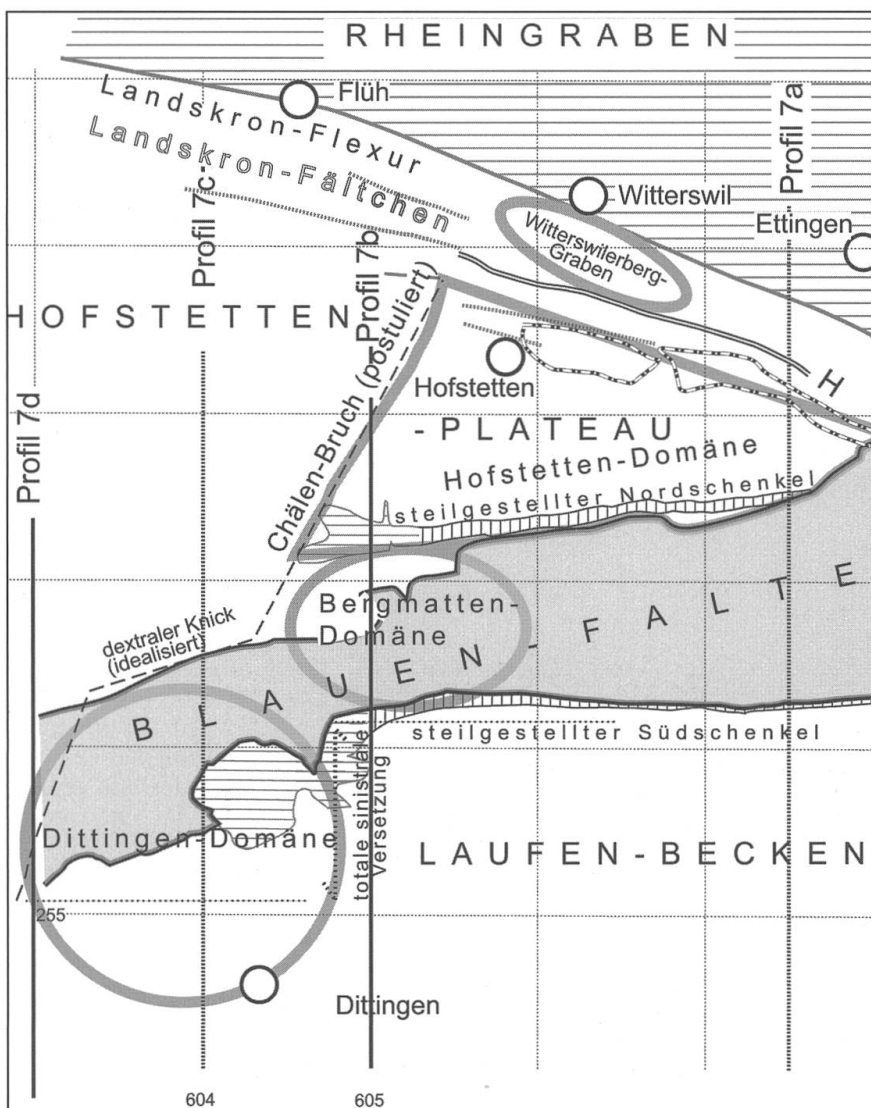 RHEINGRABEN
Flüh
Landskron-Flexur
Landskron-Fältchen
Profil 7c
Profil 7b
Profil 7a
Witterswil
Witterswilerberg-
Graben
Ettingen
HOFSTETTEN
Chälen-Bruch (postuliert)
Hofstetten
H
-PLATEAU
Profil 7d
Hofstetten-Domäne
steilgestellter Nordschenkel
Bergmatten-
Domäne
dextraler Knick
(idealisiert)
BLAUEN-FALTE
steilgestellter Südschenkel
totale sinistrale
Versetzung
Dittingen-Domäne
LAUFEN-BECKEN
255
Dittingen
604
605